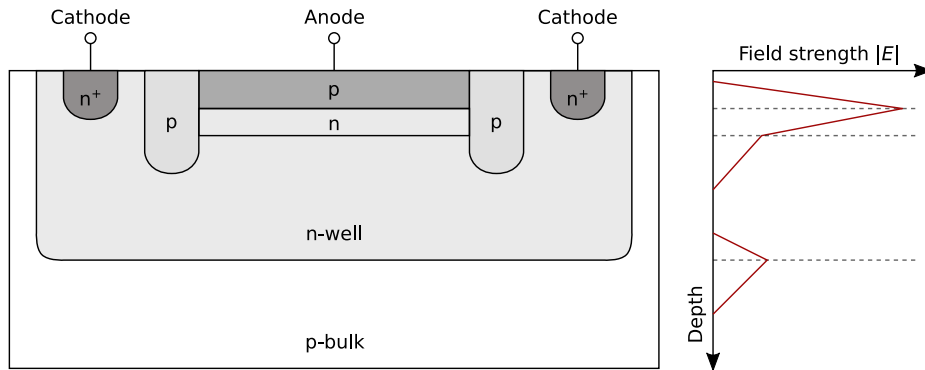 Cathode
Anode
Cathode
Field strength |E|
n+
p
p
n
p
n+
n-well
p-bulk
Depth